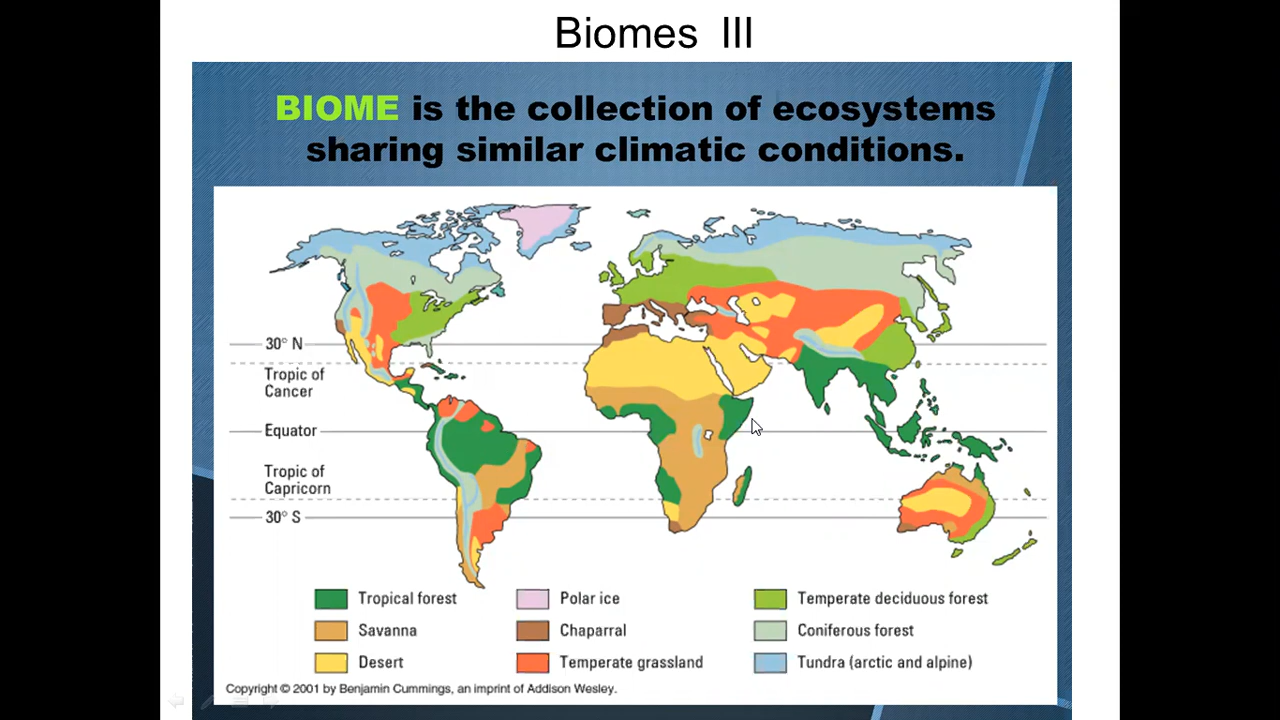 Biomes III
BIOME is the collection of ecosystems
sharing similar climatic conditions.
30° N
Tropic of
Cancer
Equator
Tropic of
Capricorn
30° S
Tropical forest
Polar ice
Temperate deciduous forest
Savanna
Chaparral
Coniferous forest
Desert
Temperate grassland
Tundra (arctic and alpine)
Copyright © 2001 by Benjamin Cummings, an imprint of Addison Wesley.